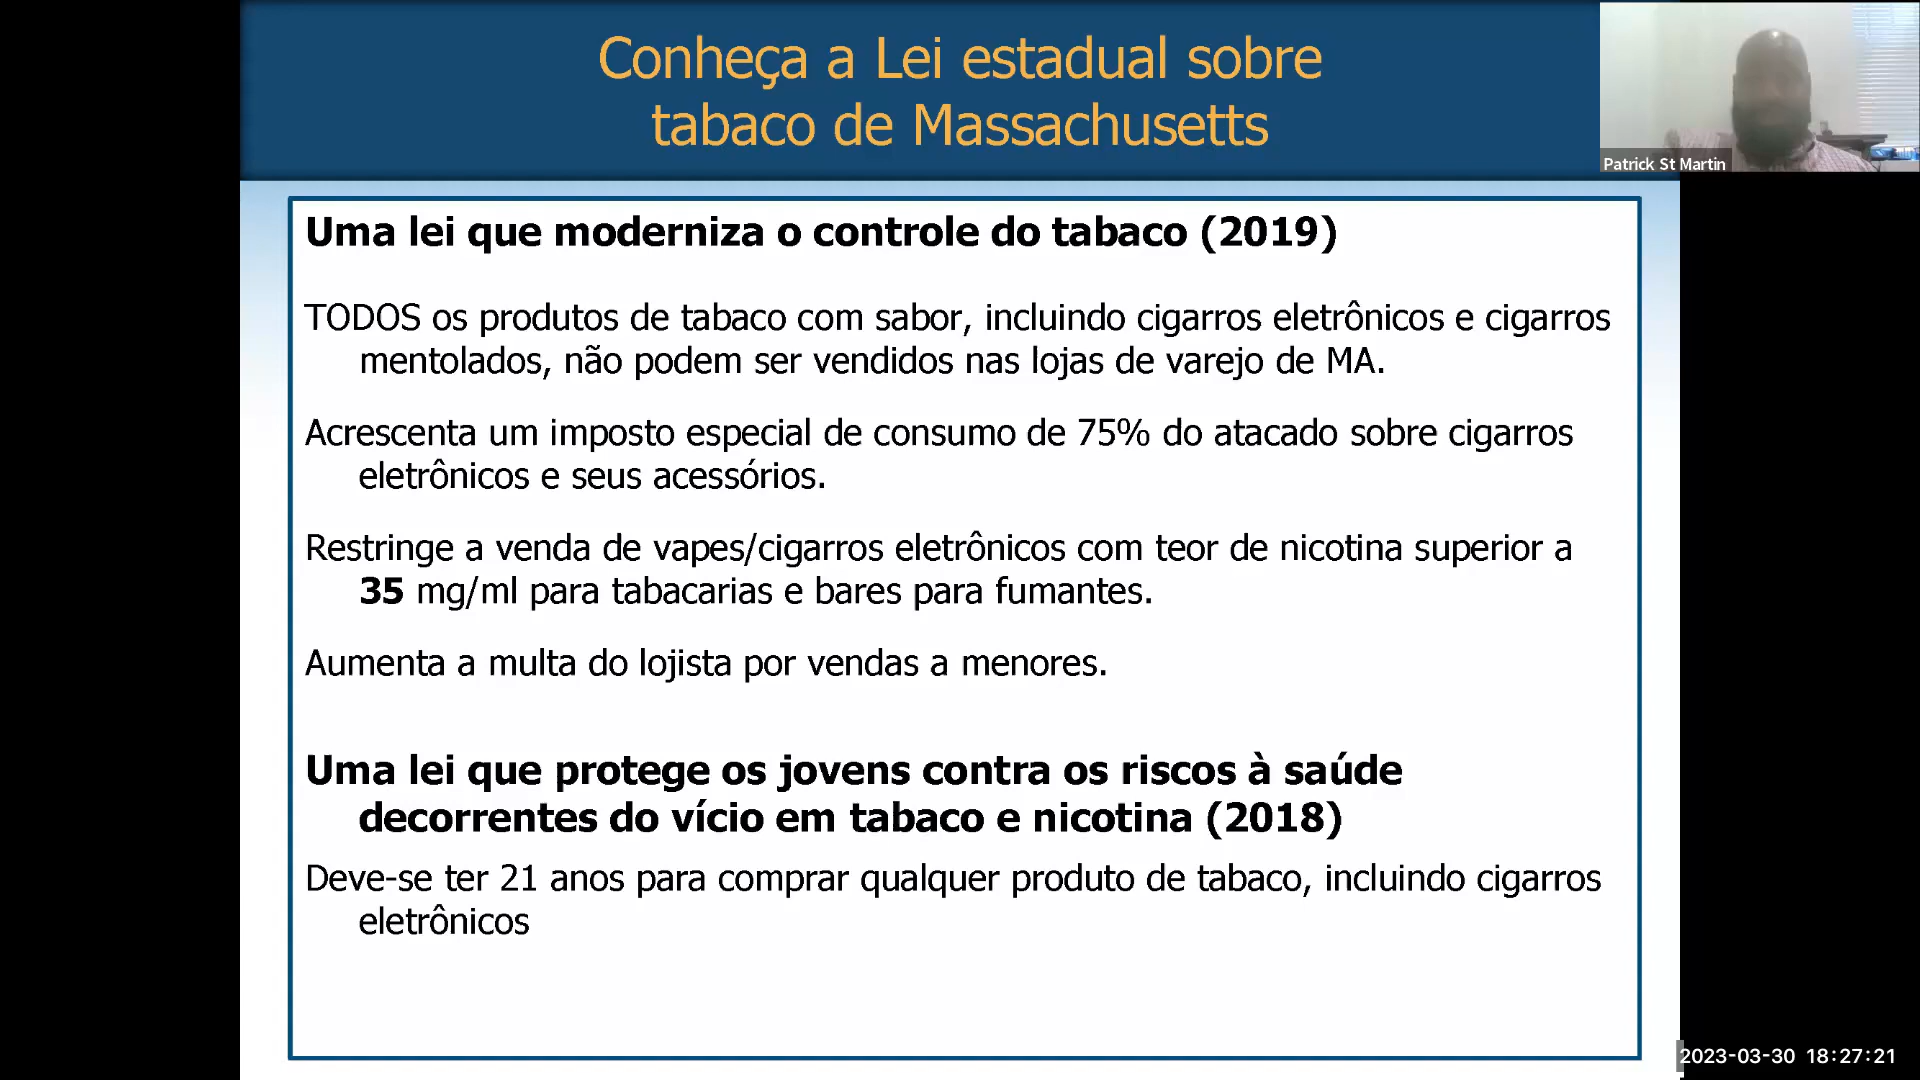 Conheça a Lei estadual sobre
tabaco de Massachusetts
Patrick St Martin
Uma lei que moderniza o controle do tabaco (2019)
TODOS os produtos de tabaco com sabor, incluindo cigarros eletrônicos e cigarros
mentolados, não podem ser vendidos nas lojas de varejo de MA.
Acrescenta um imposto especial de consumo de 75% do atacado sobre cigarros
eletrônicos e seus acessórios.
Restringe a venda de vapes/cigarros eletrônicos com teor de nicotina superior a
35 mg/ml para tabacarias e bares para fumantes.
Aumenta a multa do lojista por vendas a menores.
Uma lei que protege os jovens contra os riscos à saúde
decorrentes do vício em tabaco e nicotina (2018)
Deve-se ter 21 anos para comprar qualquer produto de tabaco, incluindo cigarros
eletrônicos
2023-03-30 18:27:21